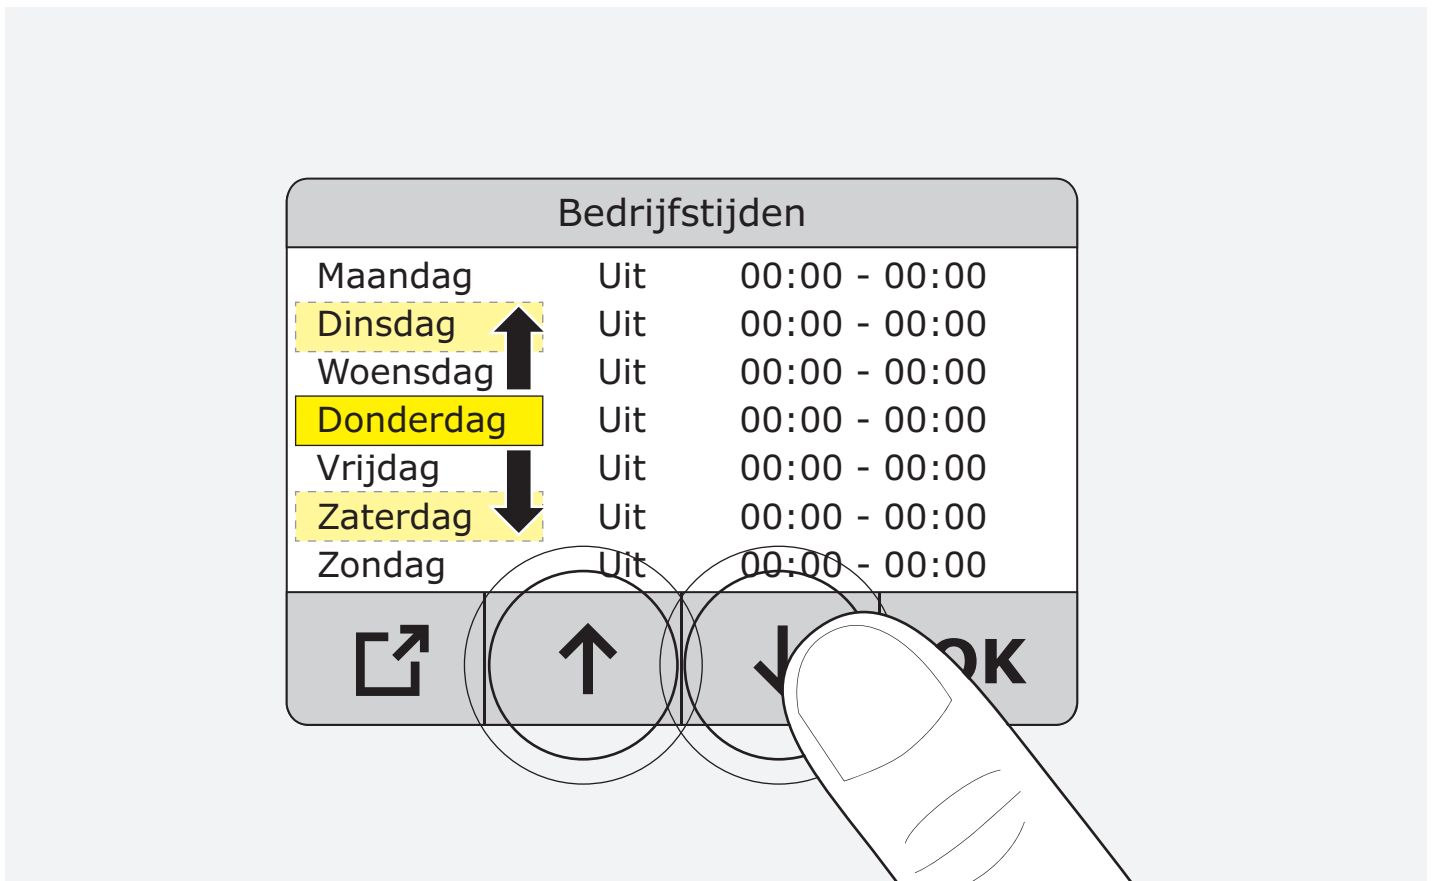 Bedrijfstijden
Maandag Uit 00:00 - 00:00
Dinsdag Uit 00:00 - 00:00
Woensdag Uit 00:00 - 00:00
Donderdag Uit 00:00 - 00:00
Vrijdag Uit 00:00 - 00:00
Zaterdag Uit 00:00 - 00:00
Zondag Uit 00:00 - 00:00
OK